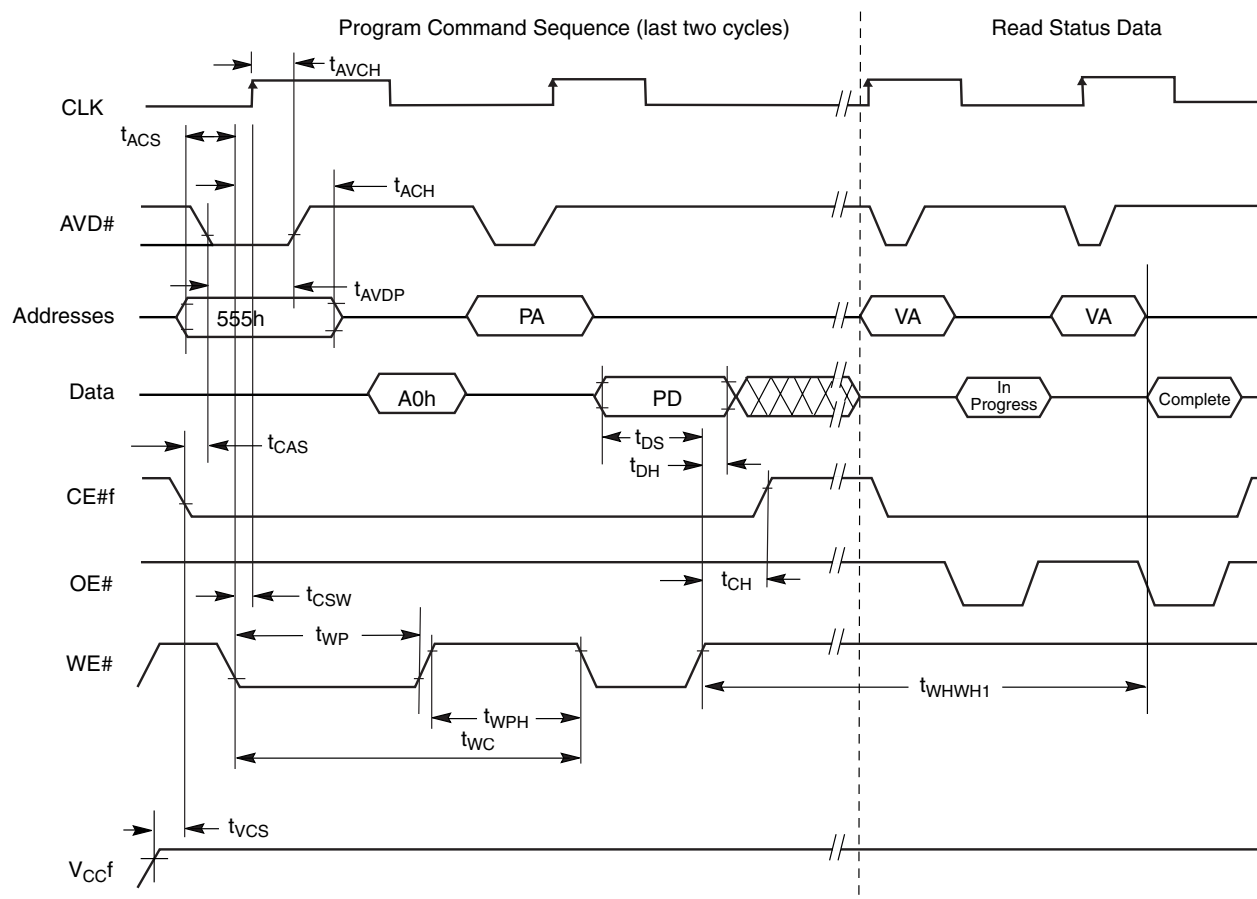 Program Command Sequence (last two cycles)
Read Status Data
tAVCH
CLK
tACS
tACH
AVD#
tAVDP
Addresses
555h
PA
VA
VA
Data
A0h
PD
In
Progress
Complete
tCAS
tDS
tDH
CE#f
OE#
tCH
tCSW
tWP
WE#
tWHWH1
tWPH
tWC
tVCS
VCCf